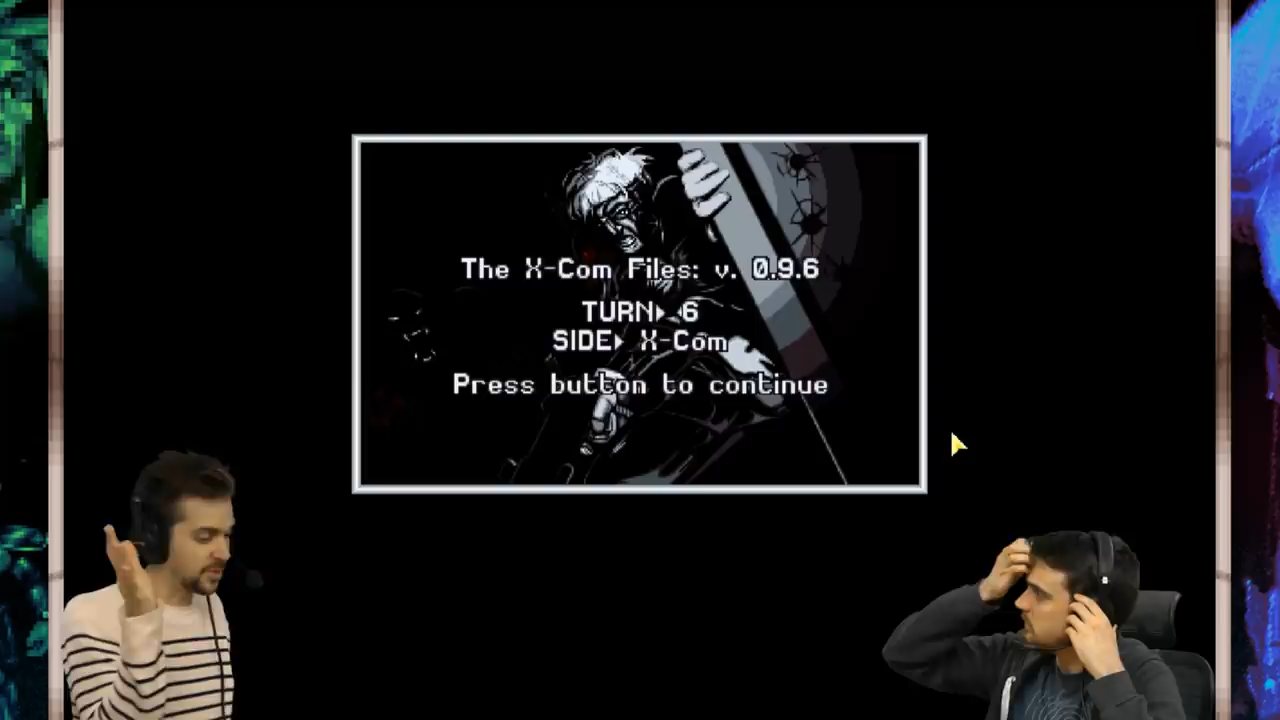 The X-Com Files: v. 0.9.6
TURN▸ 6
SIDE▸ X-Com
Press button to continue